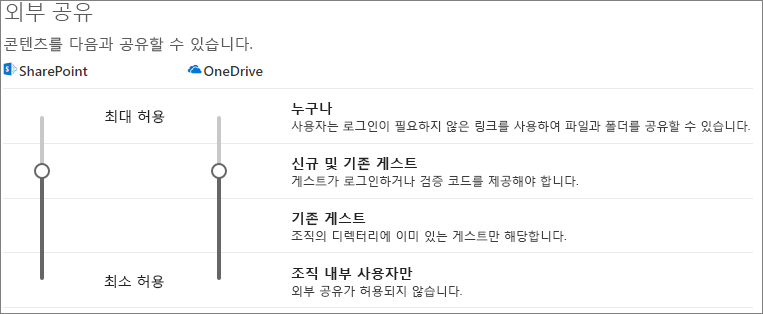 외부 공유
콘텐츠를 다음과 공유할 수 있습니다.
SharePoint
OneDrive
최대 허용
누구나
사용자는 로그인이 필요하지 않은 링크를 사용하여 파일과 폴더를 공유할 수 있습니다.
신규 및 기존 게스트
게스트가 로그인하거나 검증 코드를 제공해야 합니다.
기존 게스트
조직의 디렉터리에 이미 있는 게스트만 해당합니다.
최소 허용
조직 내부 사용자만
외부 공유가 허용되지 않습니다.